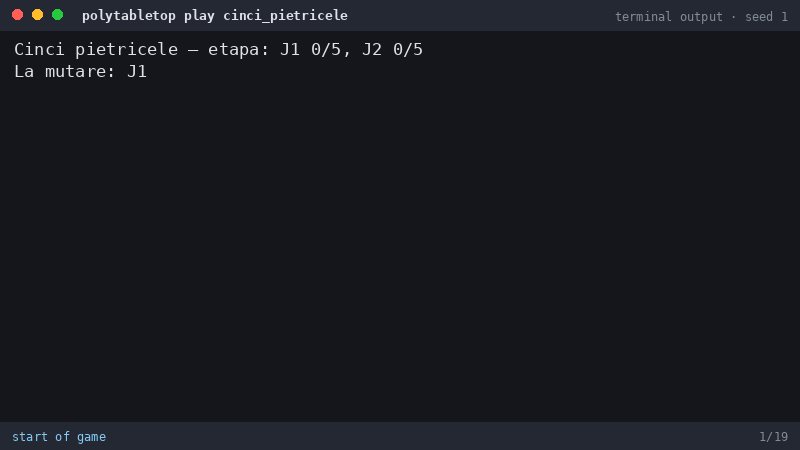 polytabletop play cinci_pietricele
terminal output · seed 1
Cinci pietricele — etapa: J1 0/5, J2 0/5
La mutare: J1
start of game
1/19